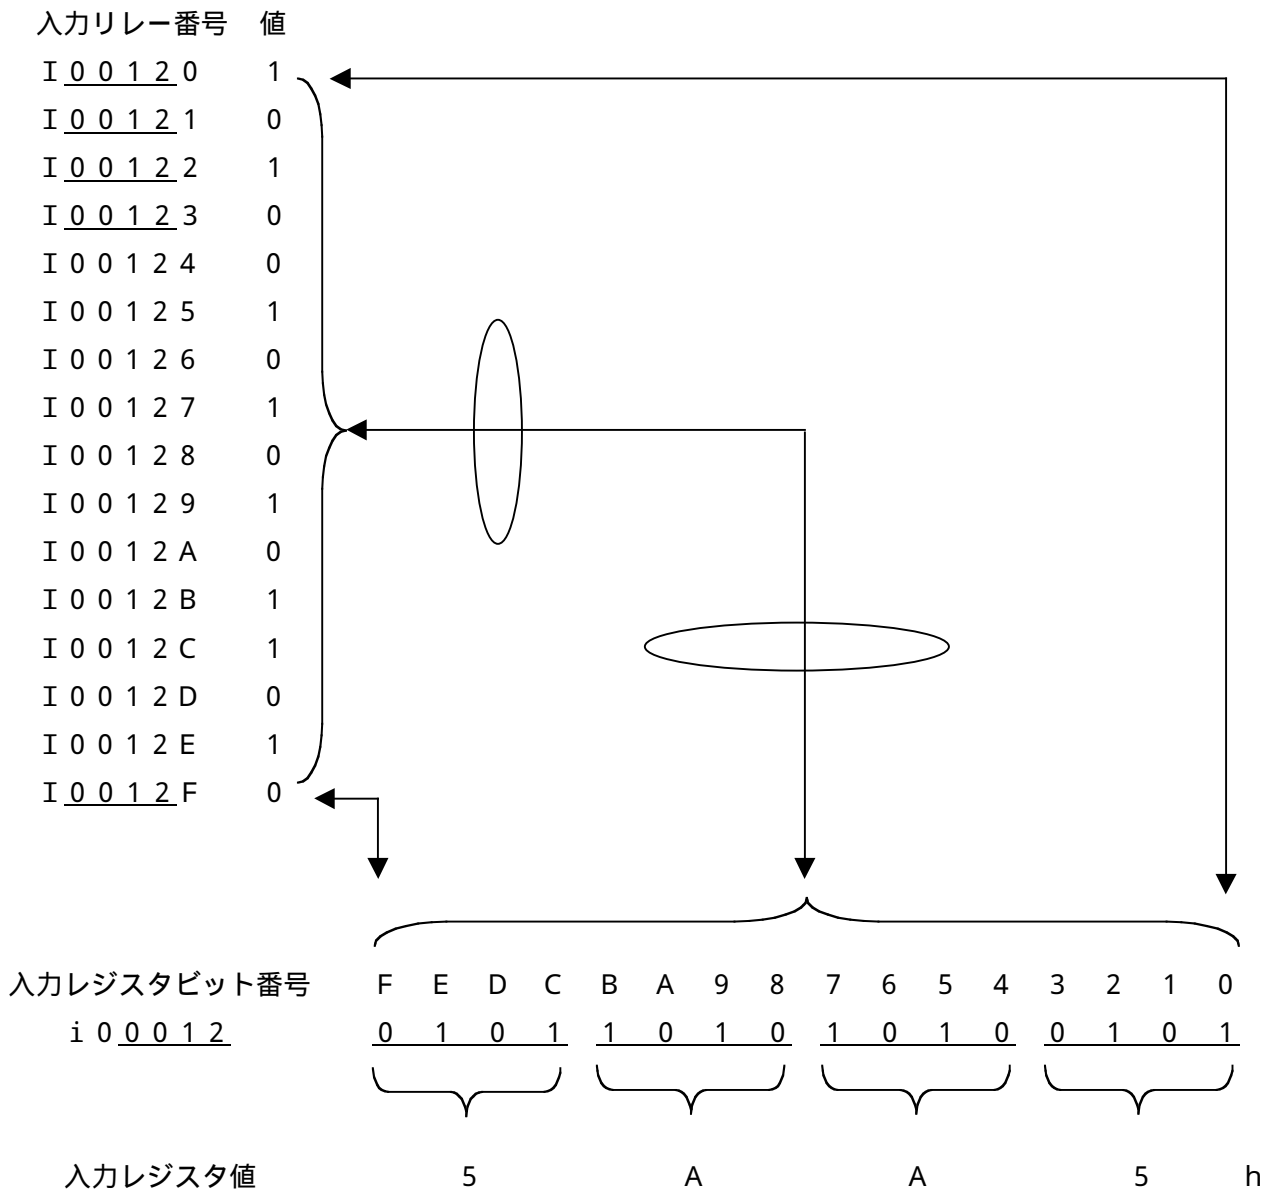 入力リレー番号 値
I００１２０ 1
I００１２１ 0
I００１２２ 1
I００１２３ 0
I００１２４ 0
I００１２５ 1
I００１２６ 0
I００１２７ 1
I００１２８ 0
I００１２９ 1
I００１２A 0
I００１２B 1
I００１２C 1
I００１２D 0
I００１２E 1
I００１２F 0
入力レジスタビット番号 F E D C B A 9 8 7 6 5 4 3 2 1 0
i０００１２ 0 1 0 1 1 0 1 0 1 0 1 0 0 1 0 1
入力レジスタ値 5 A A 5 h